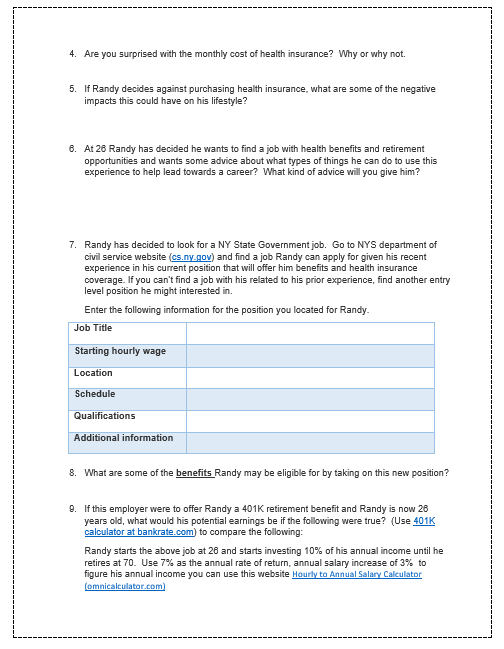 4. Are you surprised with the monthly cost of health insurance? Why or why not.
5. If Randy decides against purchasing health insurance, what are some of the negative
impacts this could have on his lifestyle?
6. At 26 Randy has decided he wants to find a job with health benefits and retirement
opportunities and wants some advice about what types of things he can do to use this
experience to help lead towards a career? What kind of advice will you give him?
7. Randy has decided to look for a NY State Government job. Go to NYS department of
civil service website (cs.ny.gov) and find a job Randy can apply for given his recent
experience in his current position that will offer him benefits and health insurance
coverage. If you can't find a job with his related to his prior experience, find another entry
level position he might interested in.
Enter the following information for the position you located for Randy.
Job Title
Starting hourly wage
Location
Schedule
Qualifications
Additional information
8. What are some of the benefits Randy may be eligible for by taking on this new position?
9. If this employer were to offer Randy a 401K retirement benefit and Randy is now 26
years old, what would his potential earnings be if the following were true? (Use 401K
calculator at bankrate.com) to compare the following:
Randy starts the above job at 26 and starts investing 10% of his annual income until he
retires at 70. Use 7% as the annual rate of return, annual salary increase of 3% to
figure his annual income you can use this website Hourly to Annual Salary Calculator
(omnicalculator.com)